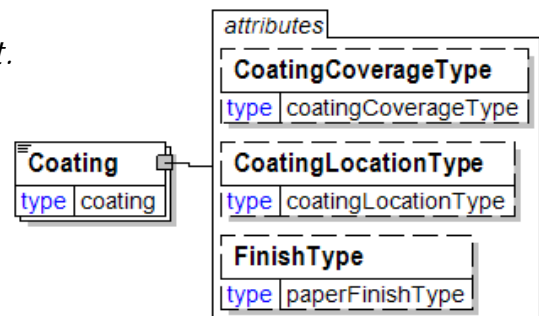 t.
Coating
type coating
attributes
CoatingCoverageType
type coatingCoverageType
CoatingLocationType
type coatingLocationType
FinishType
type paperFinishType